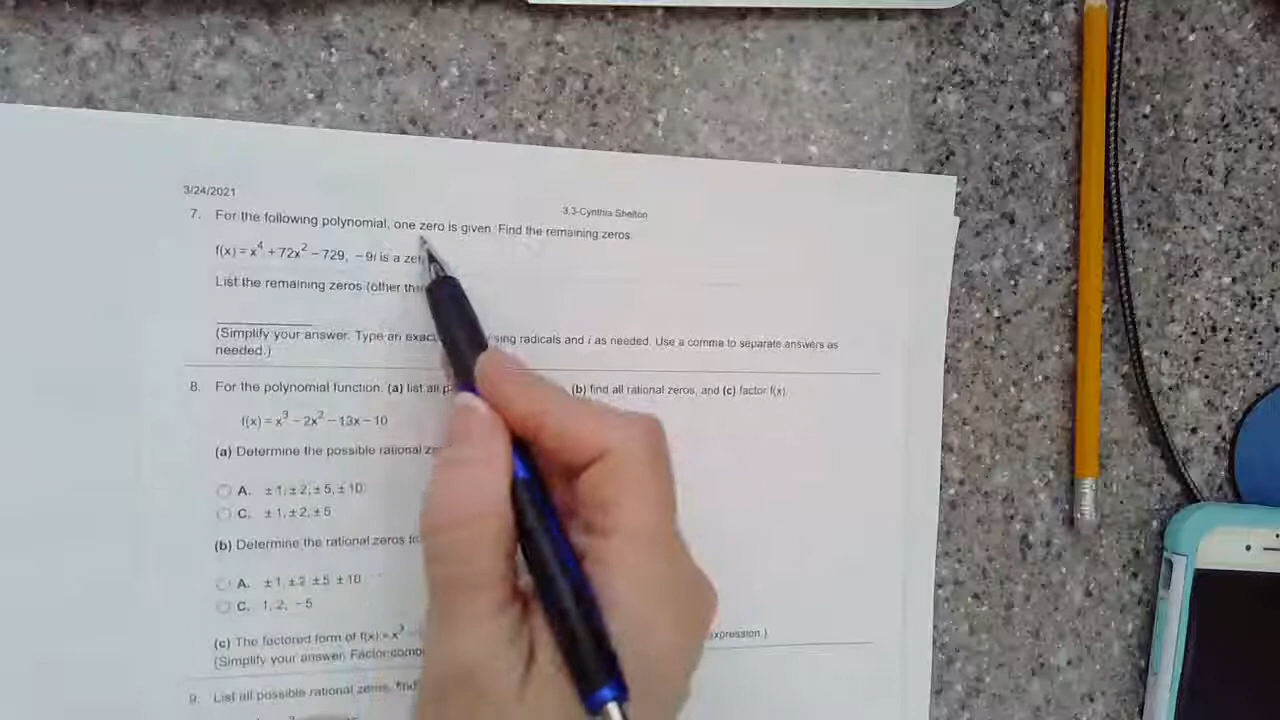 3/24/2021
3.3-Cynthia Shelton
7. For the following polynomial, one zero is given. Find the remaining zeros.
f(x) = x⁴ + 72x² − 729, − 9i is a
List the remaining zeros (other
(Simplify your answer. Type an radicals and i as needed. Use a comma to separate answers as
needed.)
8. For the polynomial function, (a) list all (b) find all rational zeros, and (c) factor f(x).
f(x) = x³ − 2x² − 13x − 10
(a) Determine the possible rational
A. ± 1, ± 2, ± 5, ± 10
C. ± 1, ± 2, ± 5
(b) Determine the rational zeros
A. ± 1, ± 2, ± 5, ± 10
C. 1, 2, − 5
(c) The factored form of f(x) = x³
(Simplify your answer. Factor
9. List all possible rational zeros,